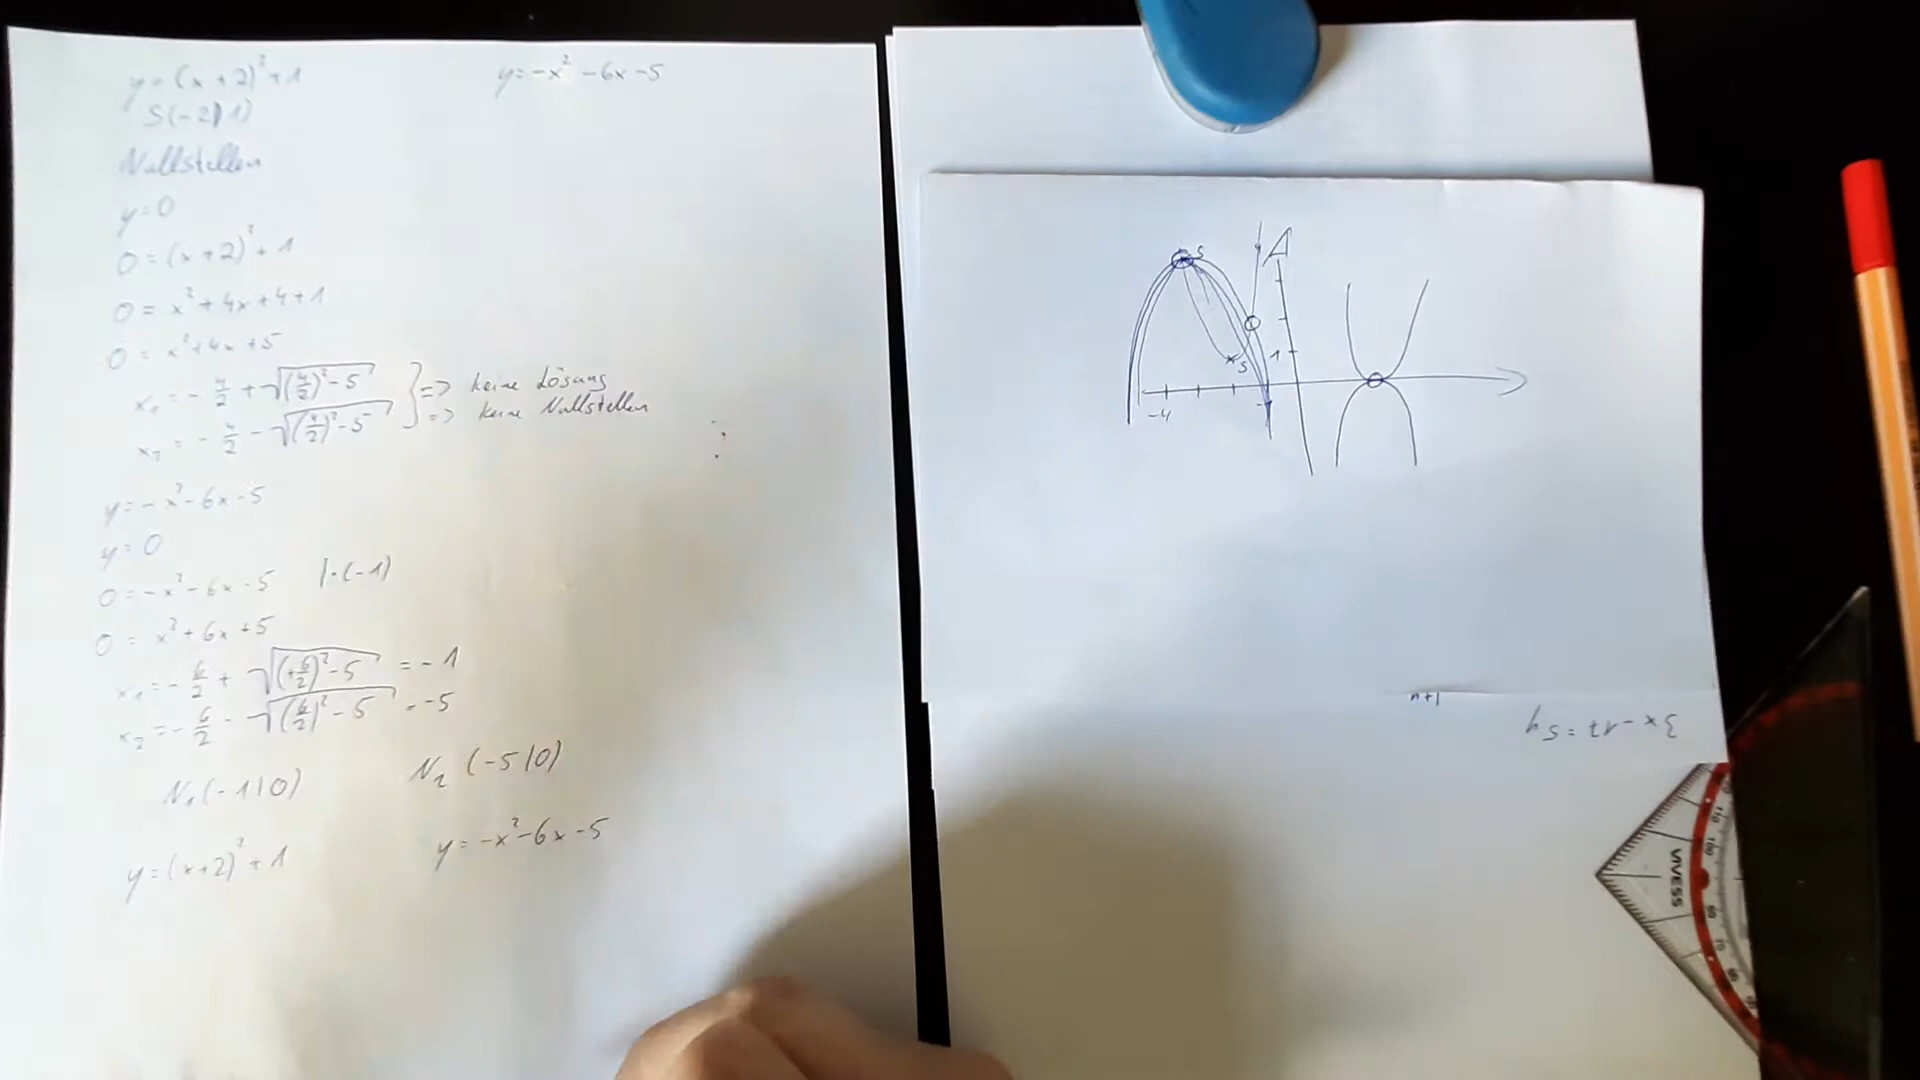 y = (x + 2)² + 1
S(-2|1)
Nullstellen
y = 0
0 = (x + 2)² + 1
0 = x² + 4x + 4 + 1
0 = x² + 4x + 5
x₁ = - 4/2 + √((4/2)² - 5) } => keine Lösung
x₂ = - 4/2 - √((4/2)² - 5) => keine Nullstellen
y = -x² - 6x - 5
y = 0
0 = -x² - 6x - 5 |·(-1)
0 = x² + 6x + 5
x₁ = - 6/2 + √((+6/2)² - 5) = -1
x₂ = - 6/2 - √((6/2)² - 5) = -5
N₁(-1|0) N₂(-5|0)
y = (x+2)² + 1 y = -x² - 6x - 5
y = -x² - 6x - 5
S
S
1
-4
3x - 17 = 5y
VIVESS